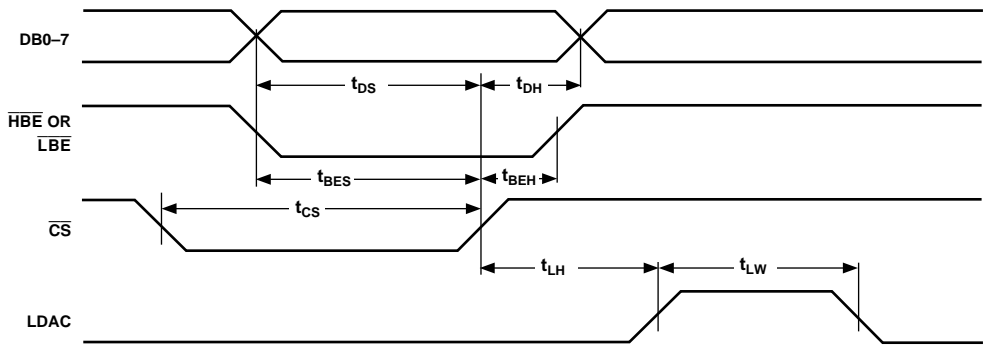 DB0–7
tDS
tDH
HBE OR
LBE
tBES
tBEH
tCS
CS
tLH
tLW
LDAC